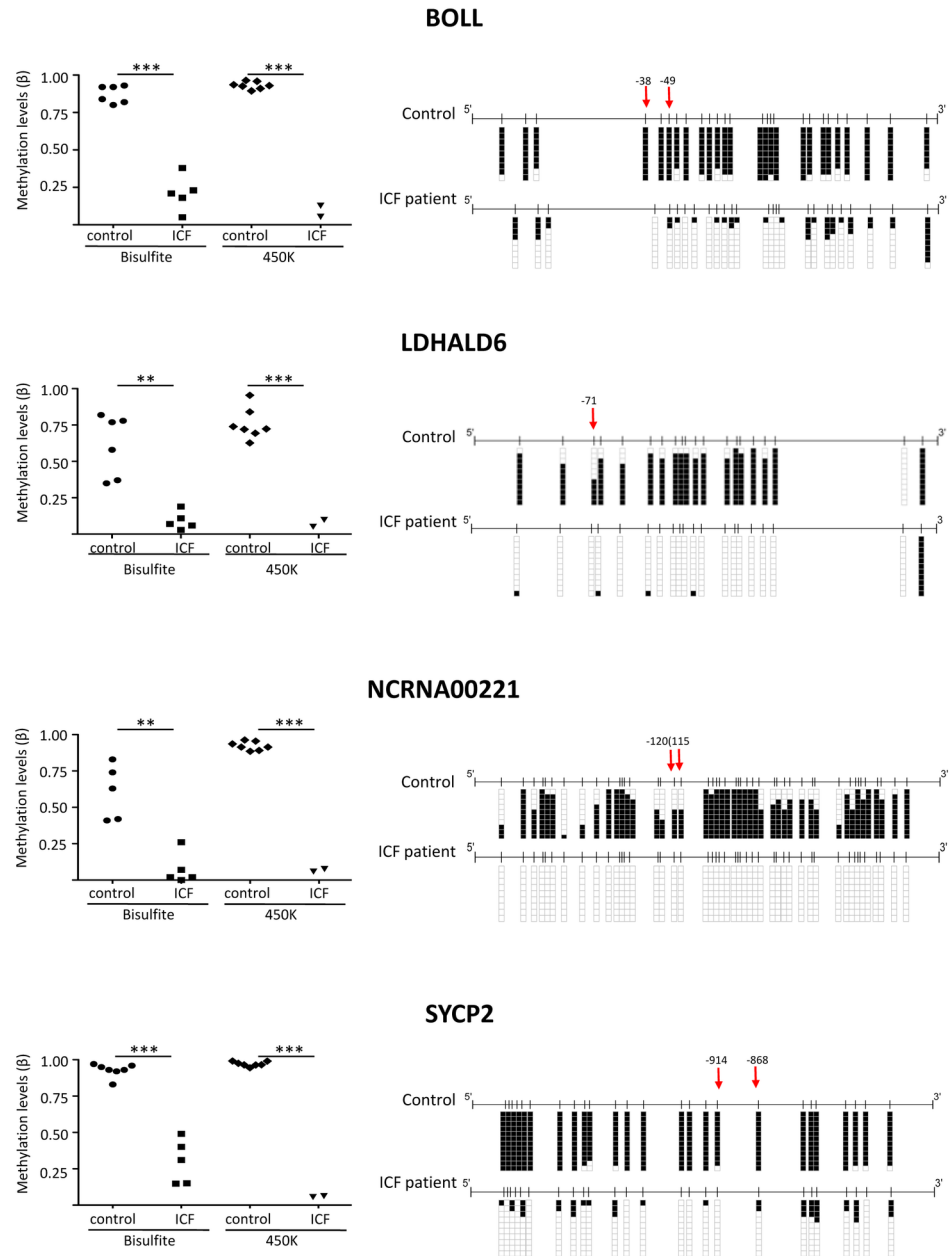 BOLL
Methylation levels (β)
1.00
0.75
0.50
0.25
***
***
control
ICF
control
ICF
Bisulfite
450K
-38
-49
5'
3'
Control
5'
3'
ICF patient
LDHALD6
Methylation levels (β)
1.00
0.75
0.50
0.25
**
***
control
ICF
control
ICF
Bisulfite
450K
-71
5'
3'
Control
5'
3
ICF patient
NCRNA00221
Methylation levels (β)
1.00
0.75
0.50
0.25
**
***
control
ICF
control
ICF
Bisulfite
450K
-120(115
5'
3'
Control
5'
3'
ICF patient
SYCP2
Methylation levels (β)
1.00
0.75
0.50
0.25
***
***
control
ICF
control
ICF
Bisulfite
450K
-914
-868
5'
3'
Control
5'
3'
ICF patient